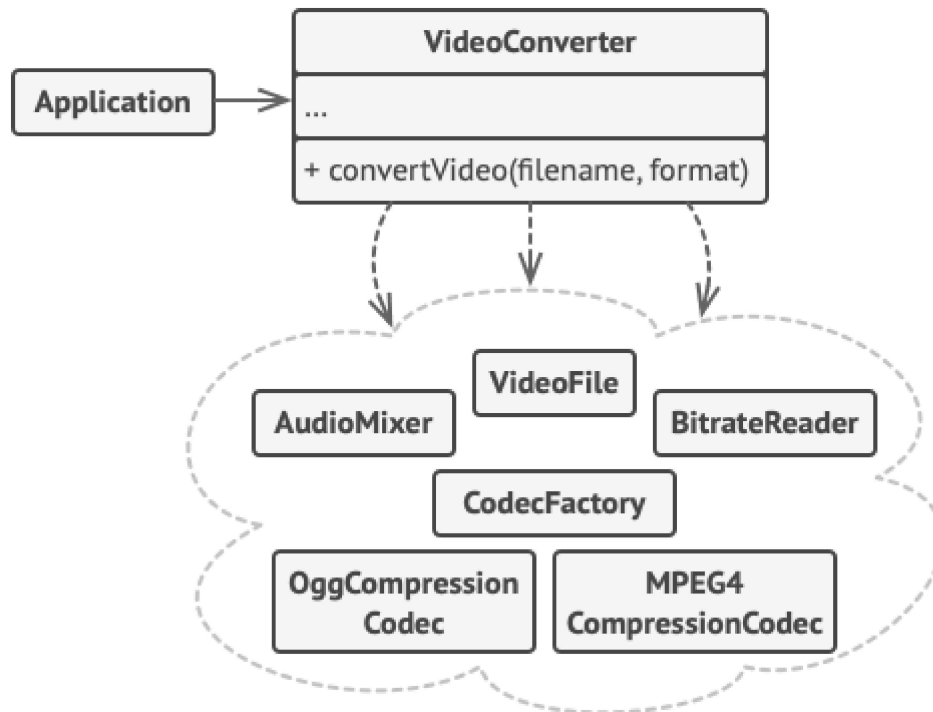 VideoConverter
Application
...
+ convertVideo(filename, format)
VideoFile
AudioMixer
BitrateReader
CodecFactory
OggCompression
Codec
MPEG4
CompressionCodec